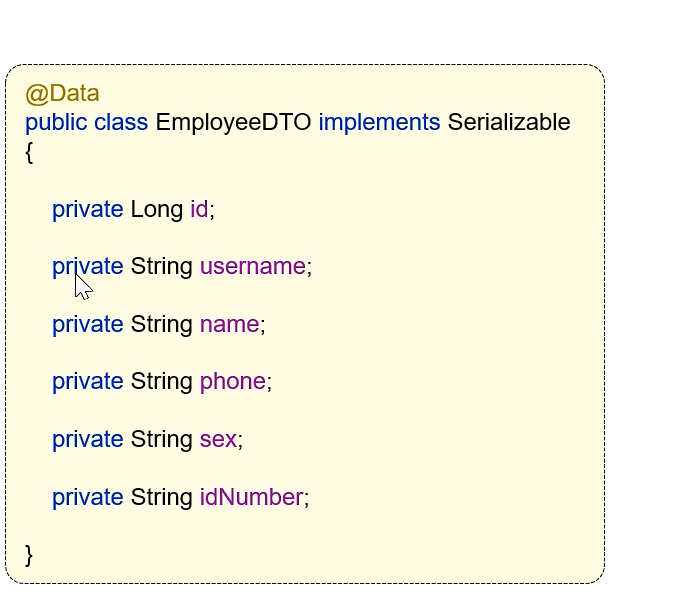 @Data
public class EmployeeDTO implements Serializable
{
private Long id;
private String username;
private String name;
private String phone;
private String sex;
private String idNumber;
}